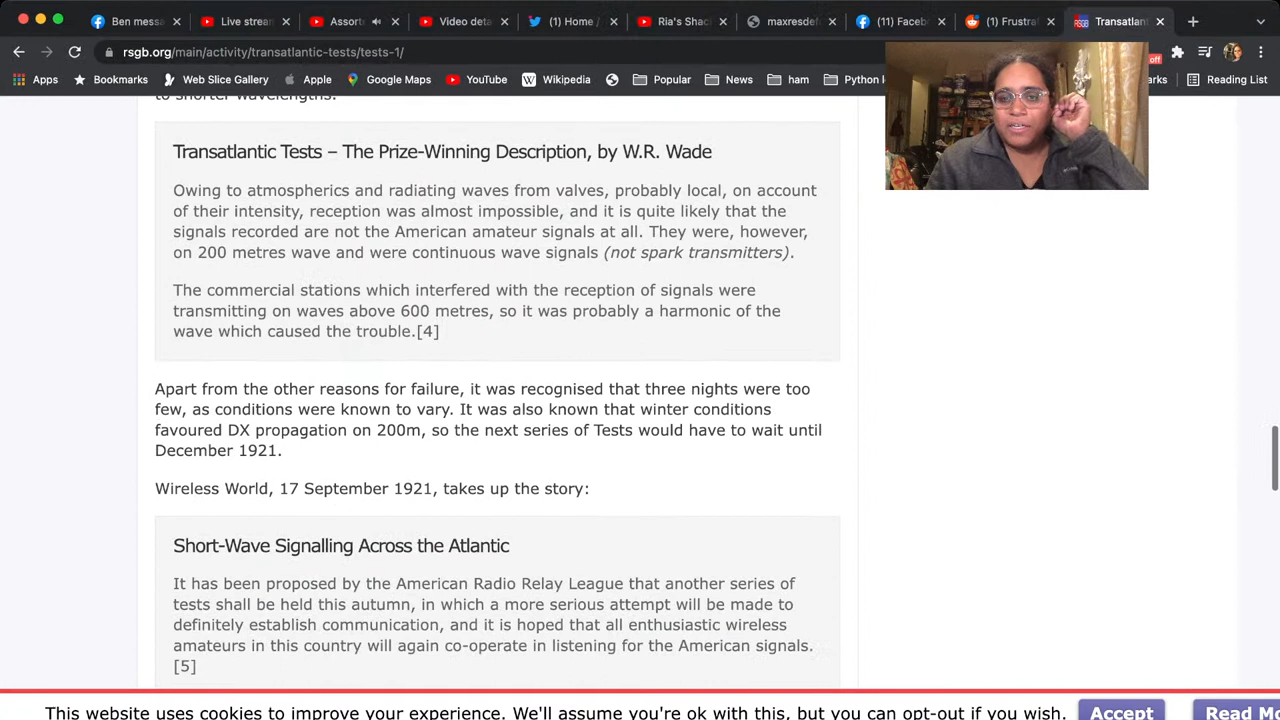 Ben messa
Live stream
Assort
Video deta
(1) Home /
Ria's Shac
maxresdef
(11) Faceb
(1) Frustra
Transatlan
rsgb.org/main/activity/transatlantic-tests/tests-1/
off
Apps
Bookmarks
Web Slice Gallery
Apple
Google Maps
YouTube
Wikipedia
Popular
News
ham
Python
Reading List
to shorter wavelengths.
Transatlantic Tests – The Prize-Winning Description, by W.R. Wade
Owing to atmospherics and radiating waves from valves, probably local, on account
of their intensity, reception was almost impossible, and it is quite likely that the
signals recorded are not the American amateur signals at all. They were, however,
on 200 metres wave and were continuous wave signals (not spark transmitters).
The commercial stations which interfered with the reception of signals were
transmitting on waves above 600 metres, so it was probably a harmonic of the
wave which caused the trouble.[4]
Apart from the other reasons for failure, it was recognised that three nights were too
few, as conditions were known to vary. It was also known that winter conditions
favoured DX propagation on 200m, so the next series of Tests would have to wait until
December 1921.
Wireless World, 17 September 1921, takes up the story:
Short-Wave Signalling Across the Atlantic
It has been proposed by the American Radio Relay League that another series of
tests shall be held this autumn, in which a more serious attempt will be made to
definitely establish communication, and it is hoped that all enthusiastic wireless
amateurs in this country will again co-operate in listening for the American signals.
[5]
This website uses cookies to improve your experience. We'll assume you're ok with this, but you can opt-out if you wish.
Accept
Read Mo